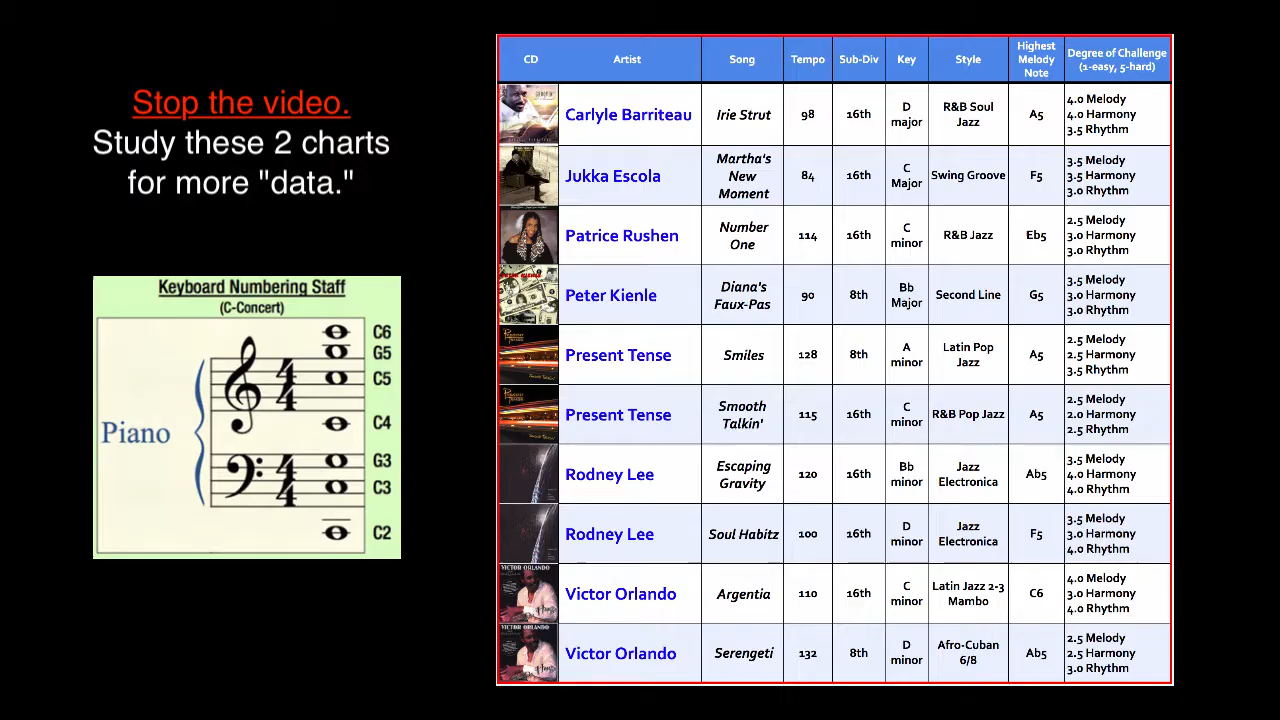 Stop the video.
Study these 2 charts
for more "data."
Keyboard Numbering Staff
(C-Concert)
C6
G5
C5
C4
Piano
G3
C3
C2
CD Artist Song Tempo Sub-Div Key Style Highest Melody Note Degree of Challenge (1-easy, 5-hard)
Carlyle Barriteau Irie Strut 98 16th D major R&B Soul Jazz A5 4.0 Melody 4.0 Harmony 3.5 Rhythm
Jukka Escola Martha's New Moment 84 16th C Major Swing Groove F5 3.5 Melody 3.5 Harmony 3.0 Rhythm
Patrice Rushen Number One 114 16th C minor R&B Jazz Eb5 2.5 Melody 3.0 Harmony 3.0 Rhythm
Peter Kienle Diana's Faux-Pas 90 8th Bb Major Second Line G5 3.5 Melody 3.0 Harmony 3.0 Rhythm
Present Tense Smiles 128 8th A minor Latin Pop Jazz A5 2.5 Melody 2.5 Harmony 3.5 Rhythm
Present Tense Smooth Talkin' 115 16th C minor R&B Pop Jazz A5 2.5 Melody 2.0 Harmony 2.5 Rhythm
Rodney Lee Escaping Gravity 120 16th Bb minor Jazz Electronica Ab5 3.5 Melody 4.0 Harmony 4.0 Rhythm
Rodney Lee Soul Habitz 100 16th D minor Jazz Electronica F5 3.5 Melody 3.0 Harmony 4.0 Rhythm
VICTOR ORLANDO Victor Orlando Argentia 110 16th C minor Latin Jazz 2-3 Mambo C6 4.0 Melody 3.0 Harmony 4.0 Rhythm
VICTOR ORLANDO Victor Orlando Serengeti 132 8th D minor Afro-Cuban 6/8 Ab5 2.5 Melody 2.5 Harmony 3.0 Rhythm